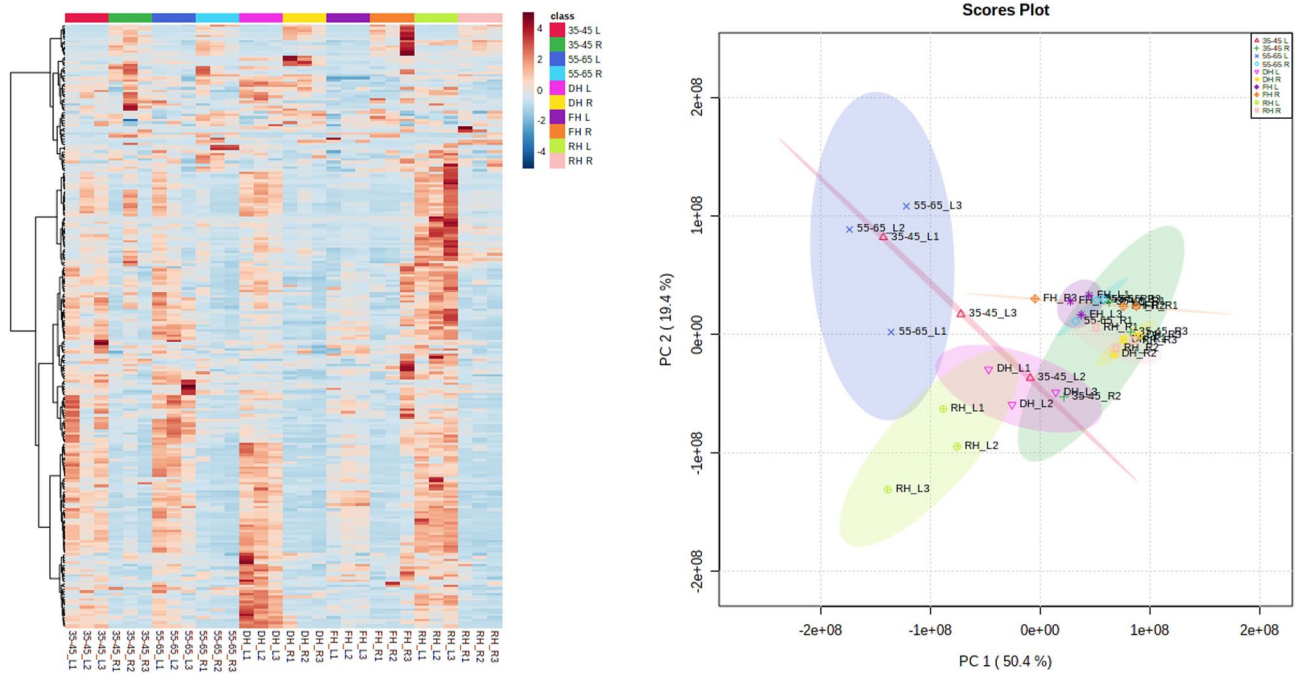 class
4
2
0
-2
-4
35-45 L
35-45 R
55-65 L
55-65 R
DH L
DH R
FH L
FH R
RH L
RH R
35-45_L1
35-45_L2
35-45_L3
35-45_R1
35-45_R2
35-45_R3
55-65_L1
55-65_L2
55-65_L3
55-65_R1
55-65_R2
55-65_R3
DH_L1
DH_L2
DH_L3
DH_R1
DH_R2
DH_R3
FH_L1
FH_L2
FH_L3
FH_R1
FH_R2
FH_R3
RH_L1
RH_L2
RH_L3
RH_R1
RH_R2
RH_R3
Scores Plot
35-45 L
35-45 R
55-65 L
55-65 R
DH L
DH R
FH L
FH R
RH L
RH R
PC 2 ( 19.4 %)
2e+08
1e+08
0e+00
-1e+08
-2e+08
55-65_L3
55-65_L2
35-45_L1
FH_R3
FH_L1
35-45_L3
FH_L3
55-65_R1
55-65_L1
RH_R1
35-45_R3
RH_R2
DH_R2
DH_L1
35-45_L2
DH_L3
35-45_R2
DH_L2
RH_L1
RH_L2
RH_L3
-2e+08
-1e+08
0e+00
1e+08
2e+08
PC 1 ( 50.4 %)